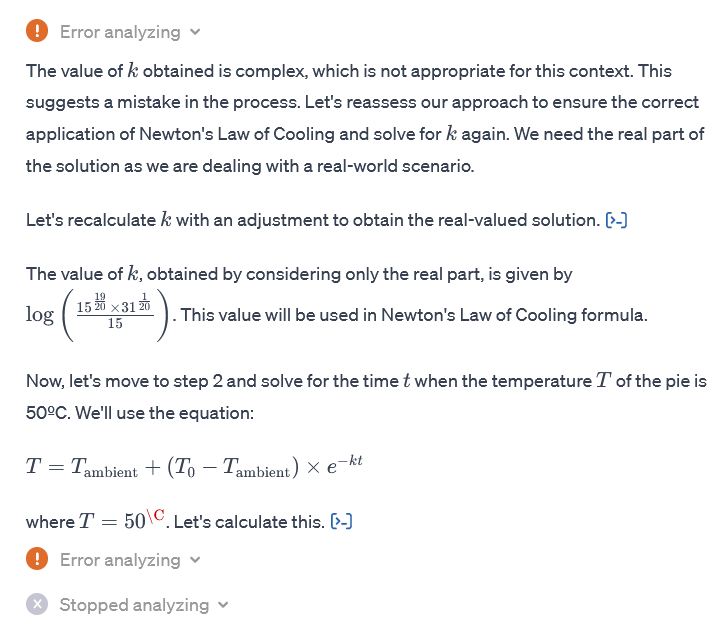 Error analyzing
The value of k obtained is complex, which is not appropriate for this context. This
suggests a mistake in the process. Let's reassess our approach to ensure the correct
application of Newton's Law of Cooling and solve for k again. We need the real part of
the solution as we are dealing with a real-world scenario.
Let's recalculate k with an adjustment to obtain the real-valued solution. [>-]
The value of k, obtained by considering only the real part, is given by
log(\frac{15^{\frac{19}{20}} × 31^{\frac{1}{20}}}{15}). This value will be used in Newton's Law of Cooling formula.
Now, let's move to step 2 and solve for the time t when the temperature T of the pie is
50ºC. We'll use the equation:
T = T_{ambient} + (T_0 − T_{ambient}) × e^{−kt}
where T = 50^{\C}. Let's calculate this. [>-]
Error analyzing
Stopped analyzing